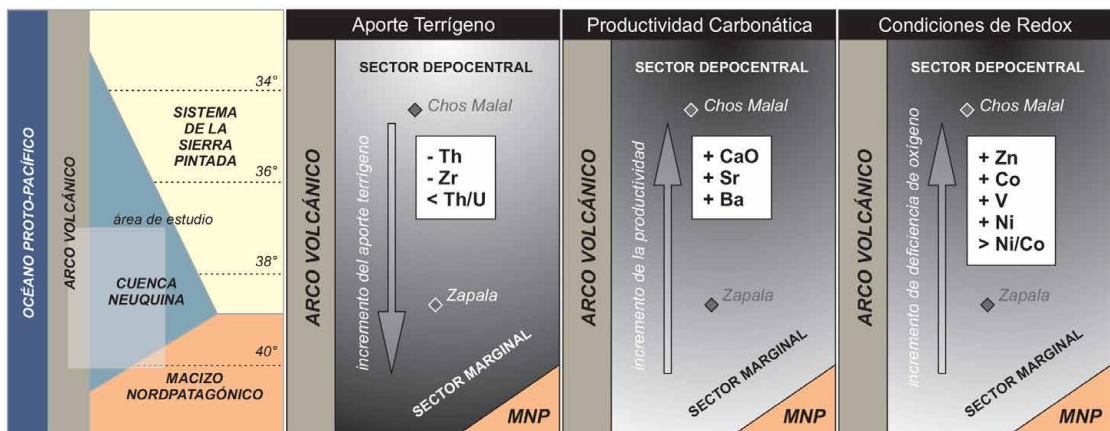 OCÉANO PROTO-PACÍFICO
ARCO VOLCÁNICO
34°
SISTEMA
DE LA
SIERRA
PINTADA
36°
área de estudio
38°
CUENCA
NEUQUINA
40°
MACIZO
NORDPATAGÓNICO
Aporte Terrígeno
ARCO VOLCÁNICO
SECTOR DEPOCENTRAL
Chos Malal
- Th
- Zr
< Th/U
incremento del aporte terrígeno
Zapala
SECTOR MARGINAL
MNP
Productividad Carbonática
ARCO VOLCÁNICO
SECTOR DEPOCENTRAL
Chos Malal
+ CaO
+ Sr
+ Ba
incremento de la productividad
Zapala
SECTOR MARGINAL
MNP
Condiciones de Redox
ARCO VOLCÁNICO
SECTOR DEPOCENTRAL
Chos Malal
+ Zn
+ Co
+ V
+ Ni
> Ni/Co
incremento de deficiencia de oxígeno
Zapala
SECTOR MARGINAL
MNP